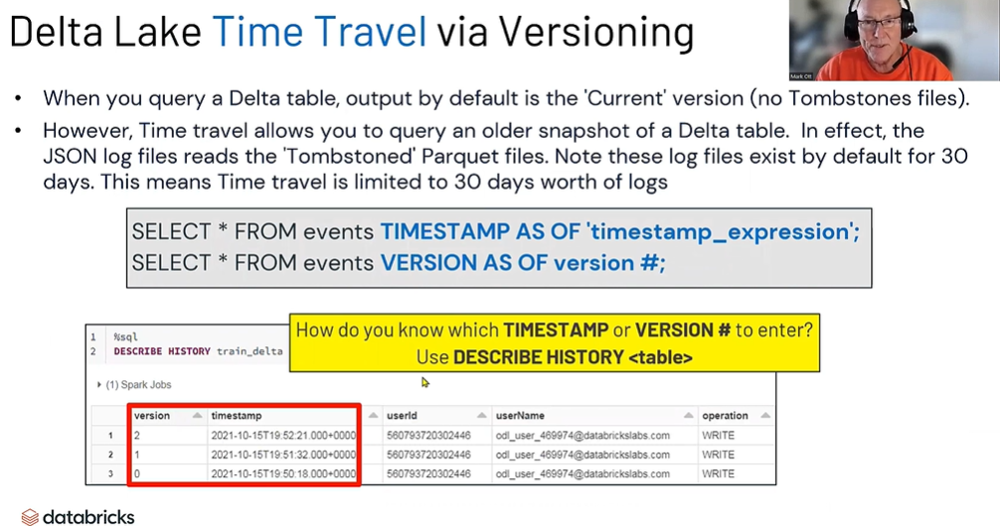 Delta Lake Time Travel via Versioning
Mark Ott
• When you query a Delta table, output by default is the 'Current' version (no Tombstones files).
• However, Time travel allows you to query an older snapshot of a Delta table. In effect, the
JSON log files reads the 'Tombstoned' Parquet files. Note these log files exist by default for 30
days. This means Time travel is limited to 30 days worth of logs
SELECT * FROM events TIMESTAMP AS OF 'timestamp_expression';
SELECT * FROM events VERSION AS OF version #;
How do you know which TIMESTAMP or VERSION # to enter?
Use DESCRIBE HISTORY <table>
1 %sql
2 DESCRIBE HISTORY train_delta
(1) Spark Jobs
version timestamp userId userName operation
1 2 2021-10-15T19:52:21.000+0000 560793720302446 odl_user_469974@databrickslabs.com WRITE
2 1 2021-10-15T19:51:32.000+0000 560793720302446 odl_user_469974@databrickslabs.com WRITE
3 0 2021-10-15T19:50:18.000+0000 560793720302446 odl_user_469974@databrickslabs.com WRITE
databricks